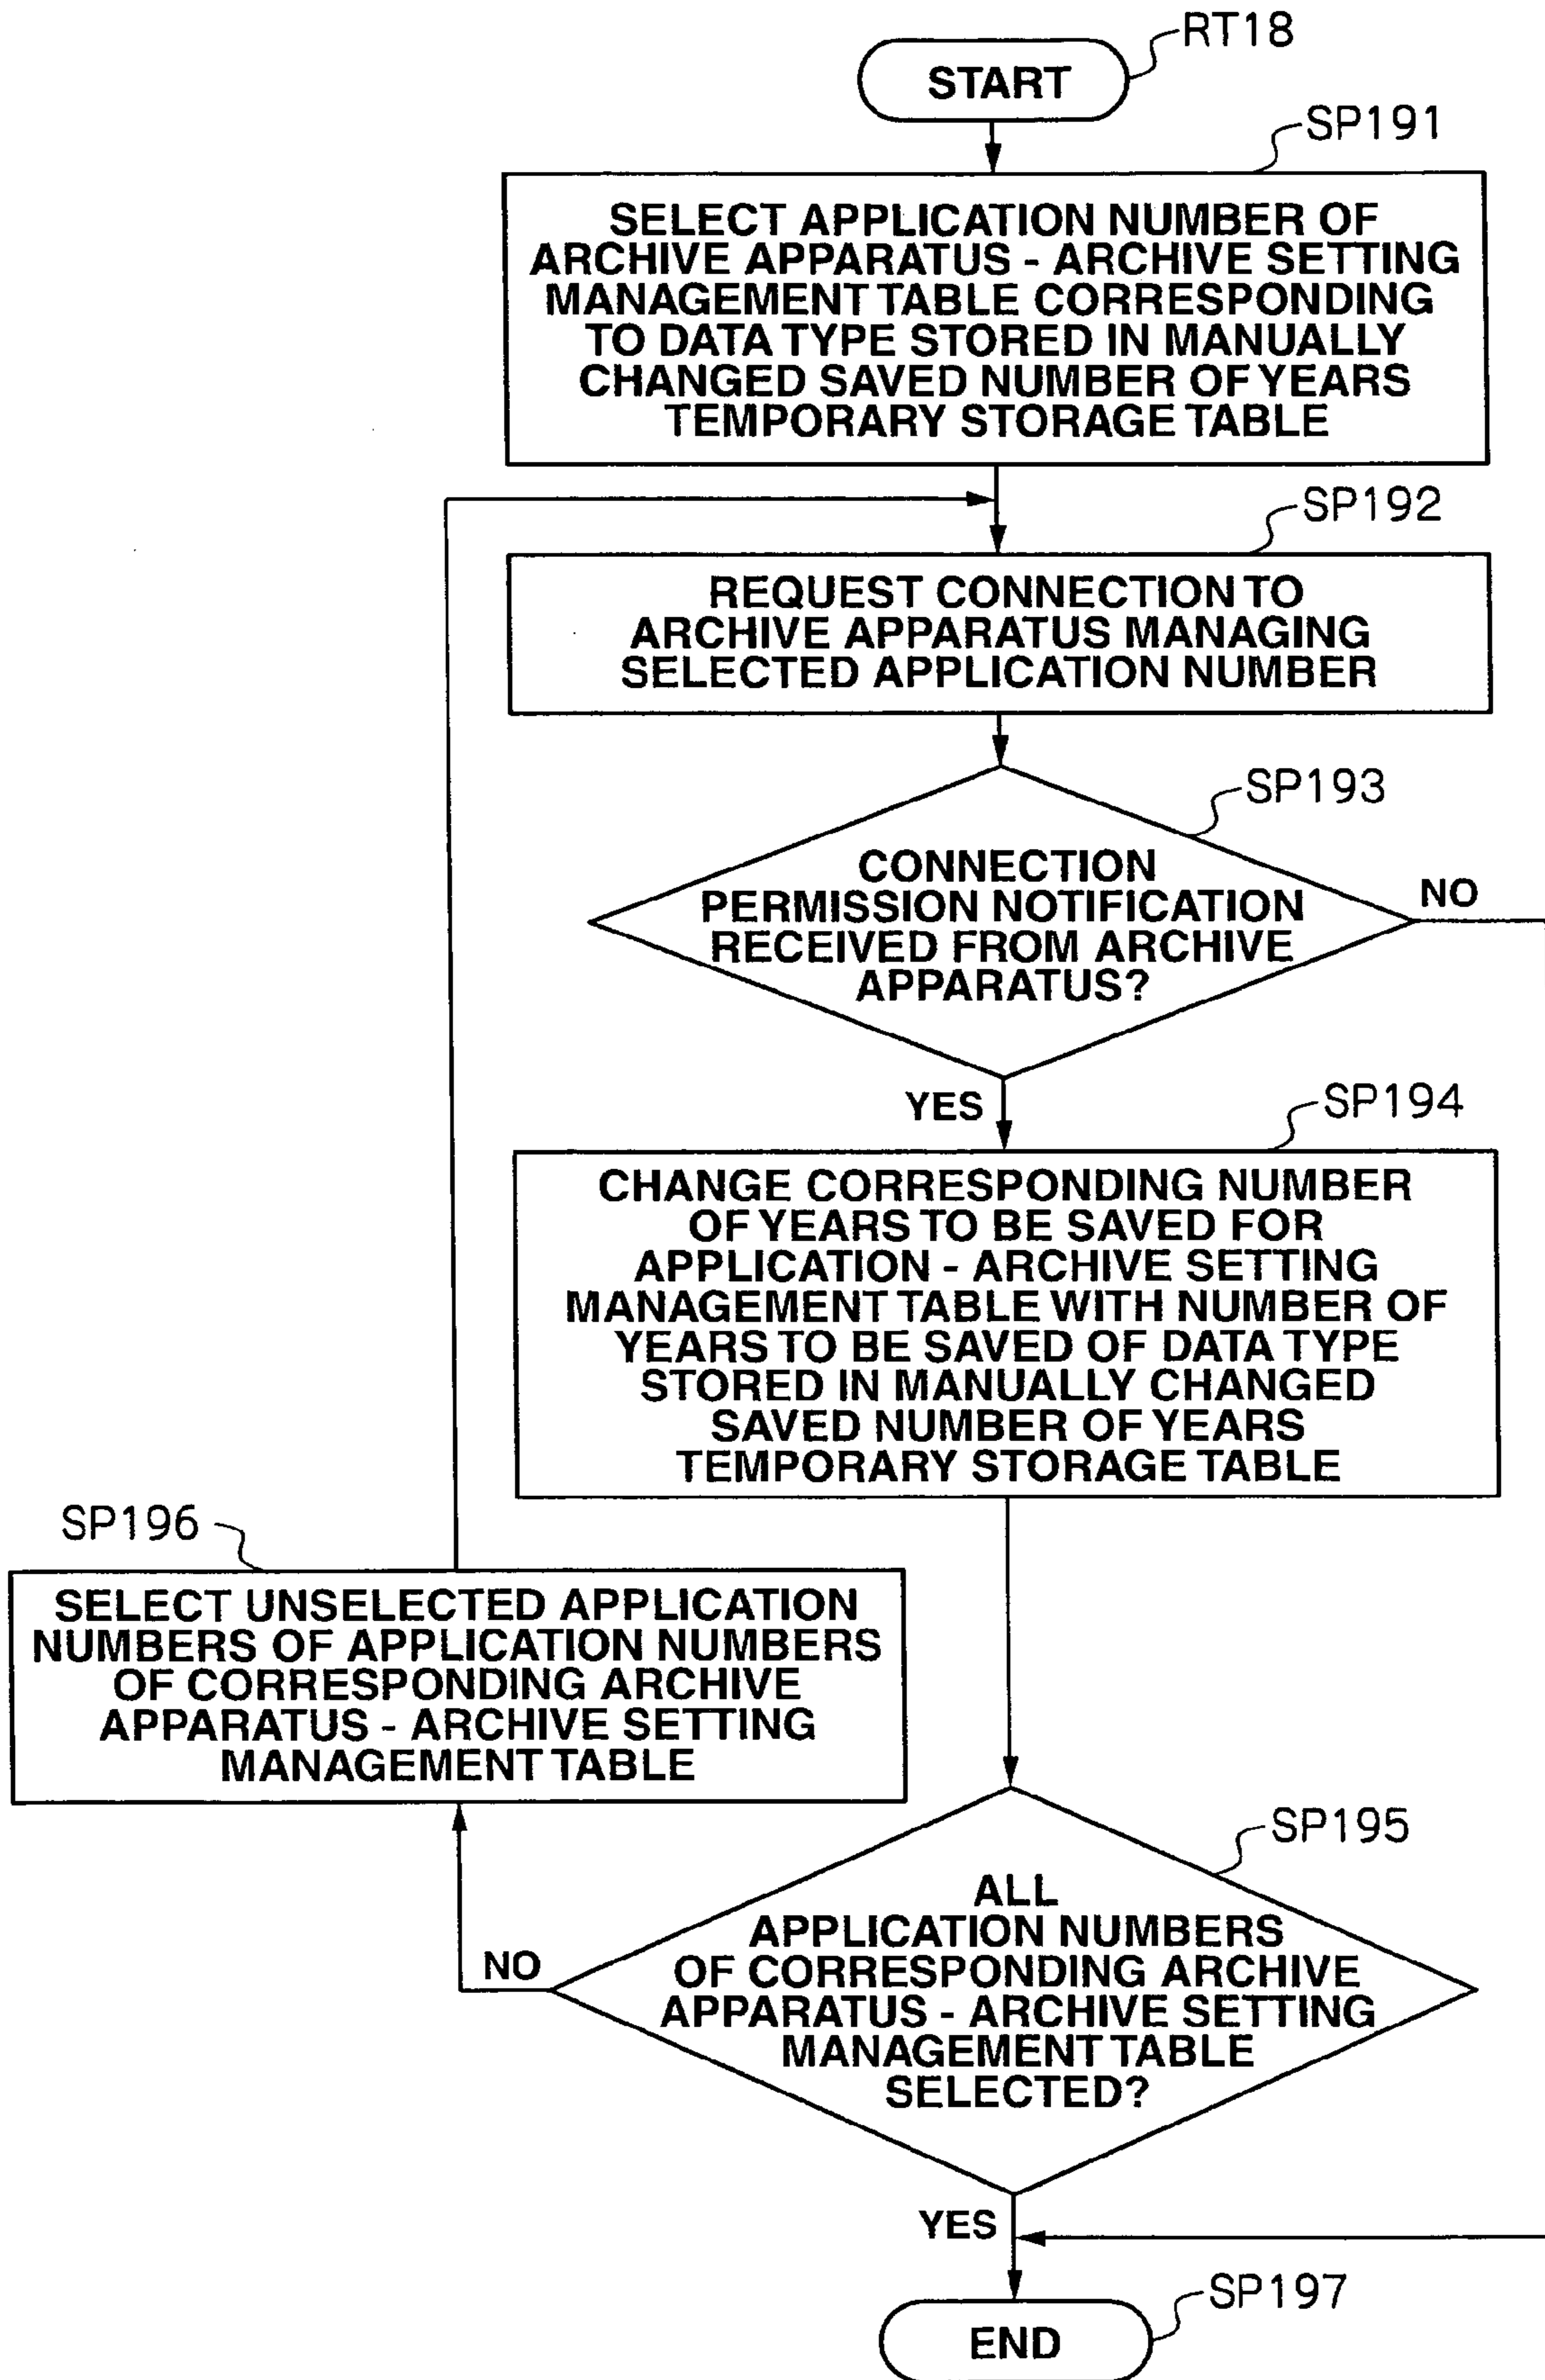 RT18
START
SP191
SELECT APPLICATION NUMBER OF
ARCHIVE APPARATUS - ARCHIVE SETTING
MANAGEMENT TABLE CORRESPONDING
TO DATA TYPE STORED IN MANUALLY
CHANGED SAVED NUMBER OF YEARS
TEMPORARY STORAGE TABLE
SP192
REQUEST CONNECTION TO
ARCHIVE APPARATUS MANAGING
SELECTED APPLICATION NUMBER
SP193
CONNECTION
PERMISSION NOTIFICATION
RECEIVED FROM ARCHIVE
APPARATUS?
NO
YES
SP194
CHANGE CORRESPONDING NUMBER
OF YEARS TO BE SAVED FOR
APPLICATION - ARCHIVE SETTING
MANAGEMENT TABLE WITH NUMBER OF
YEARS TO BE SAVED OF DATA TYPE
STORED IN MANUALLY CHANGED
SAVED NUMBER OF YEARS
TEMPORARY STORAGE TABLE
SP196
SELECT UNSELECTED APPLICATION
NUMBERS OF APPLICATION NUMBERS
OF CORRESPONDING ARCHIVE
APPARATUS - ARCHIVE SETTING
MANAGEMENT TABLE
SP195
ALL
APPLICATION NUMBERS
OF CORRESPONDING ARCHIVE
APPARATUS - ARCHIVE SETTING
MANAGEMENT TABLE
SELECTED?
NO
YES
SP197
END